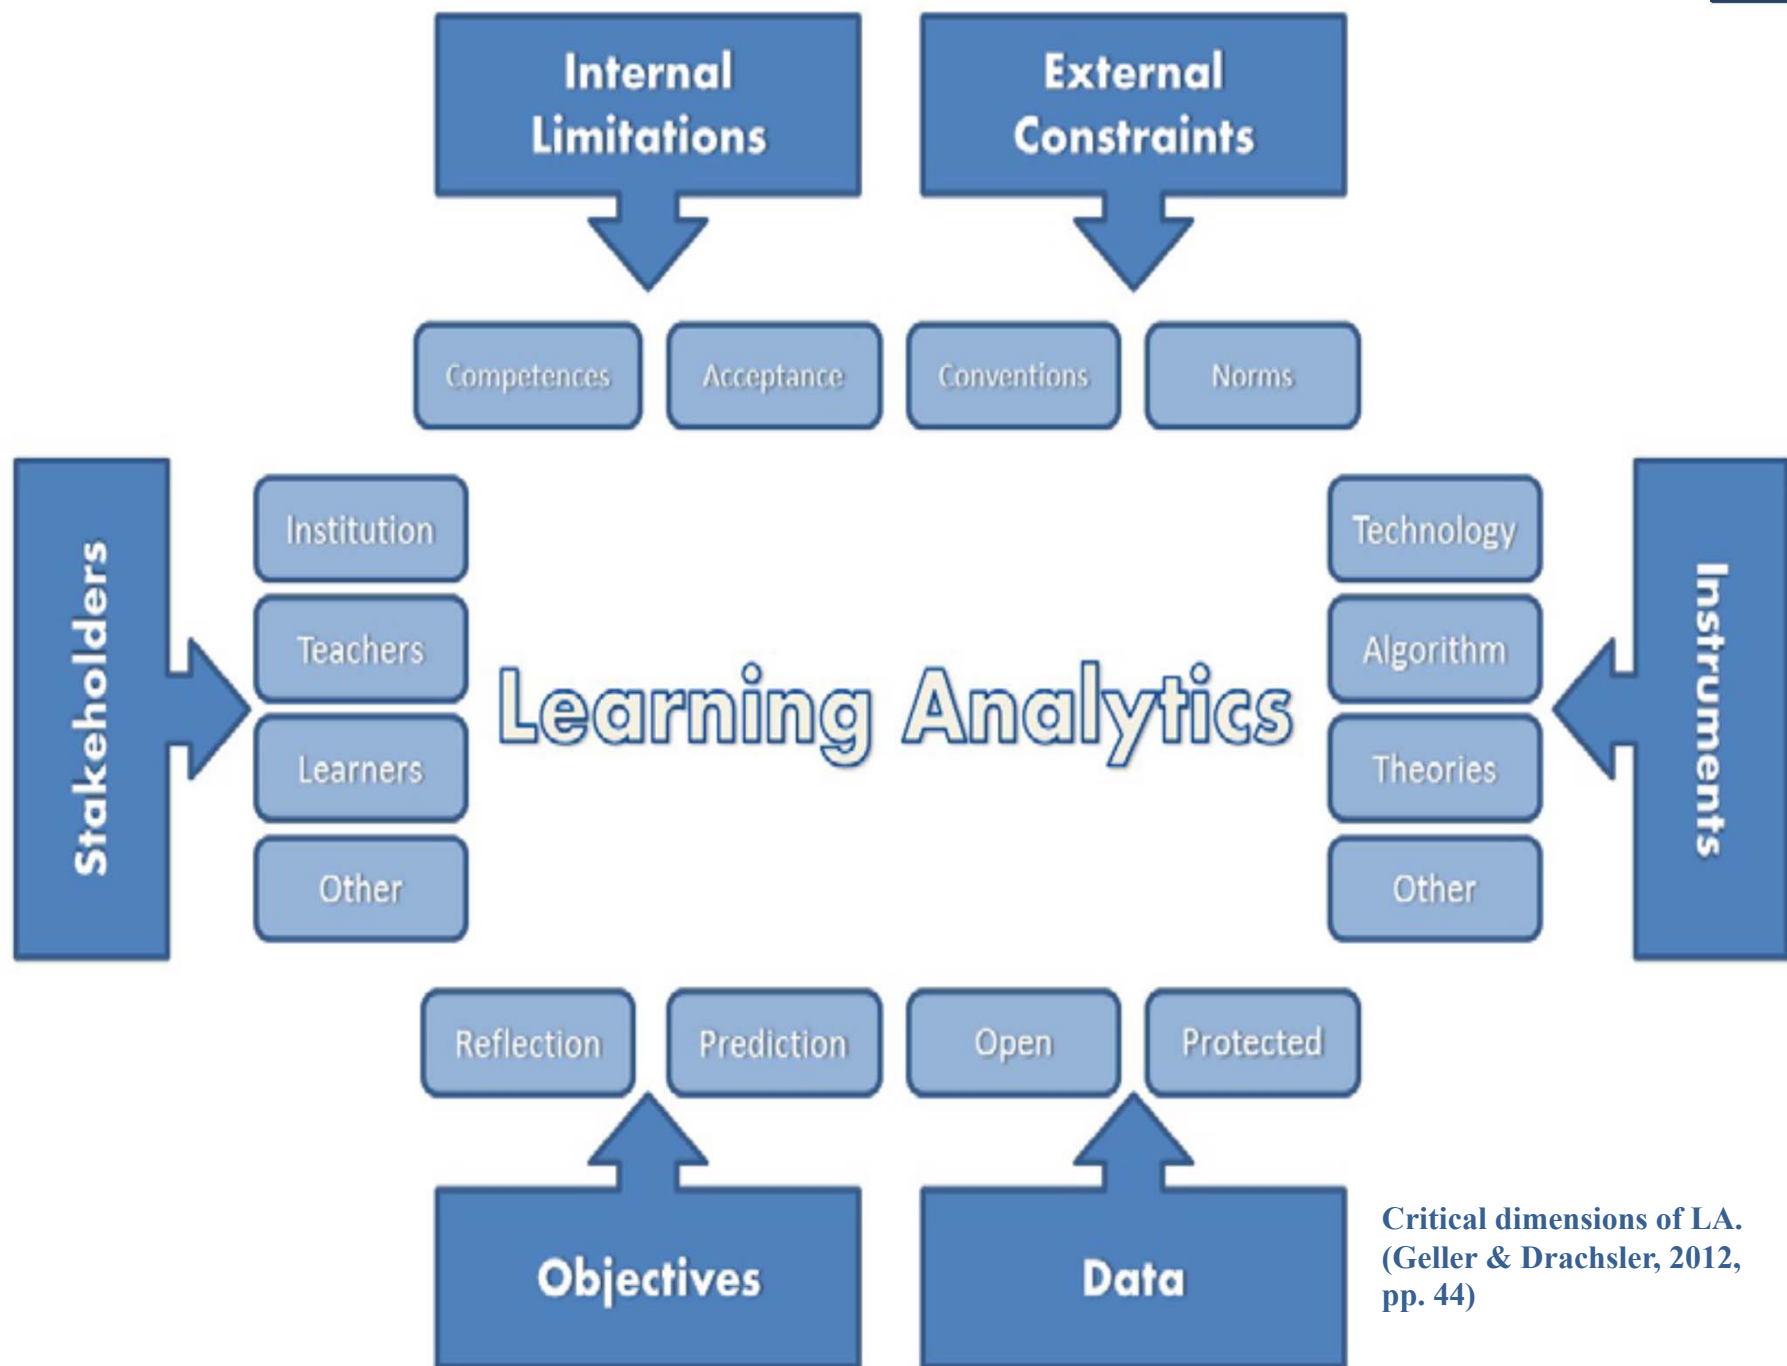 Internal
Limitations
External
Constraints
Competences
Acceptance
Conventions
Norms
Stakeholders
Institution
Teachers
Learners
Other
Learning Analytics
Technology
Algorithm
Theories
Other
Instruments
Reflection
Prediction
Open
Protected
Objectives
Data
Critical dimensions of LA.
(Geller & Drachsler, 2012,
pp. 44)